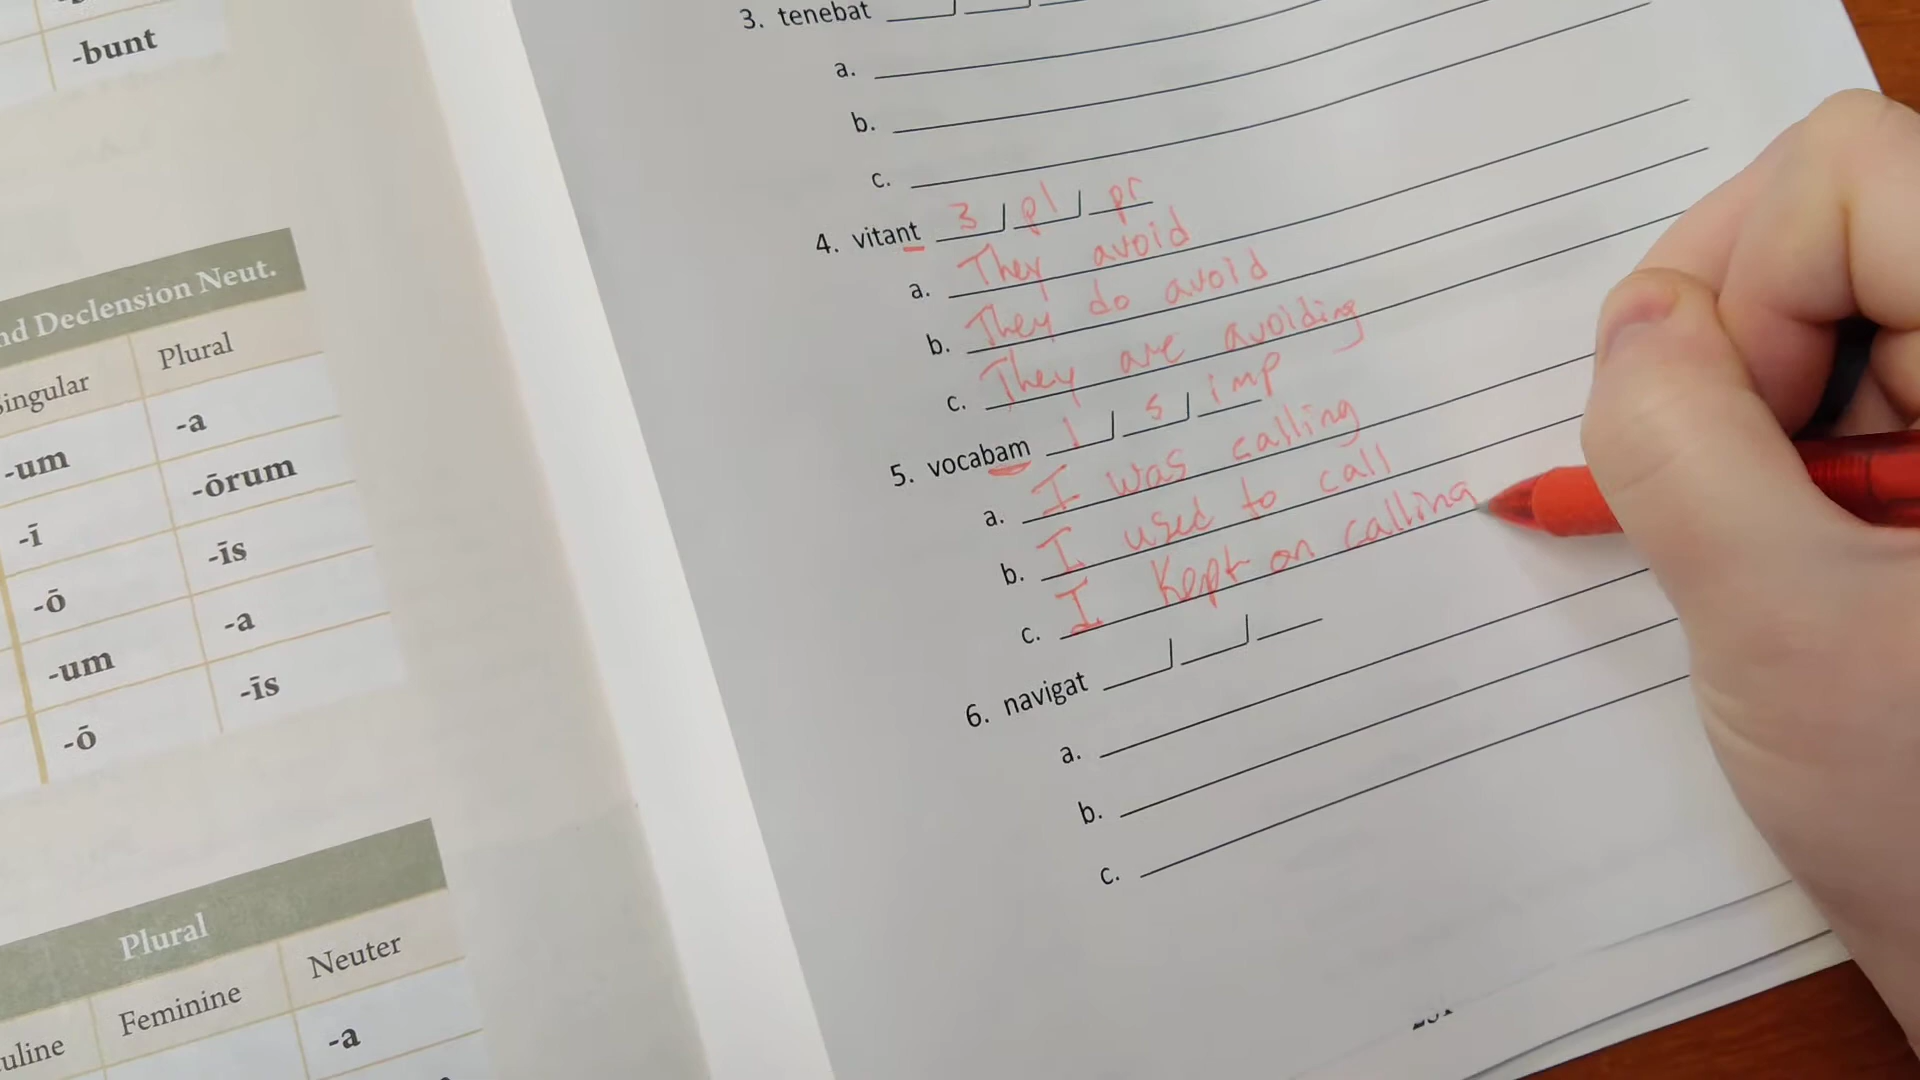 -bunt
nd Declension Neut.
Singular Plural
-um -a
-ī -ōrum
-ō -īs
-um -a
-ō -īs
Plural
uline Feminine Neuter
-a
3. tenebat
a.
b.
c.
4. vitant 3 / pl / pr
a. They avoid
b. They do avoid
c. They are avoiding
5. vocabam 1 / s / imp
a. I was calling
b. I used to call
c. I kept on calling
6. navigat
a.
b.
c.